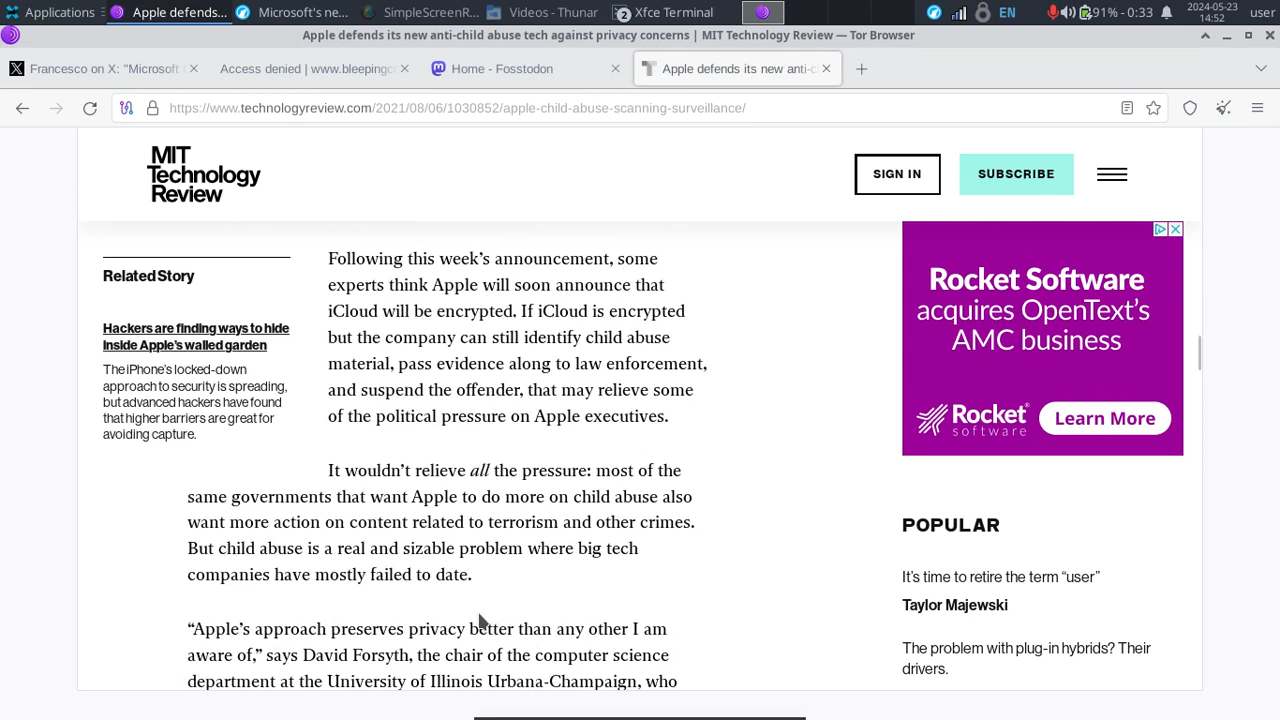 Applications
Apple defends...
Microsoft's ne...
SimpleScreenR...
Videos - Thunar
2
Xfce Terminal
EN
91% - 0:33
2024-05-23
14:52
user
Apple defends its new anti-child abuse tech against privacy concerns | MIT Technology Review — Tor Browser
Francesco on X: "Microsoft
Access denied | www.bleepingc
Home - Fosstodon
Apple defends its new anti-c
https://www.technologyreview.com/2021/08/06/1030852/apple-child-abuse-scanning-surveillance/
MIT
Technology
Review
SIGN IN
SUBSCRIBE
Related Story
Hackers are finding ways to hide
inside Apple's walled garden
The iPhone's locked-down
approach to security is spreading,
but advanced hackers have found
that higher barriers are great for
avoiding capture.
Following this week's announcement, some
experts think Apple will soon announce that
iCloud will be encrypted. If iCloud is encrypted
but the company can still identify child abuse
material, pass evidence along to law enforcement,
and suspend the offender, that may relieve some
of the political pressure on Apple executives.
It wouldn't relieve all the pressure: most of the
same governments that want Apple to do more on child abuse also
want more action on content related to terrorism and other crimes.
But child abuse is a real and sizable problem where big tech
companies have mostly failed to date.
“Apple's approach preserves privacy better than any other I am
aware of,” says David Forsyth, the chair of the computer science
department at the University of Illinois Urbana-Champaign, who
Rocket Software
acquires OpenText's
AMC business
Rocket®
software
Learn More
POPULAR
It's time to retire the term “user”
Taylor Majewski
The problem with plug-in hybrids? Their
drivers.